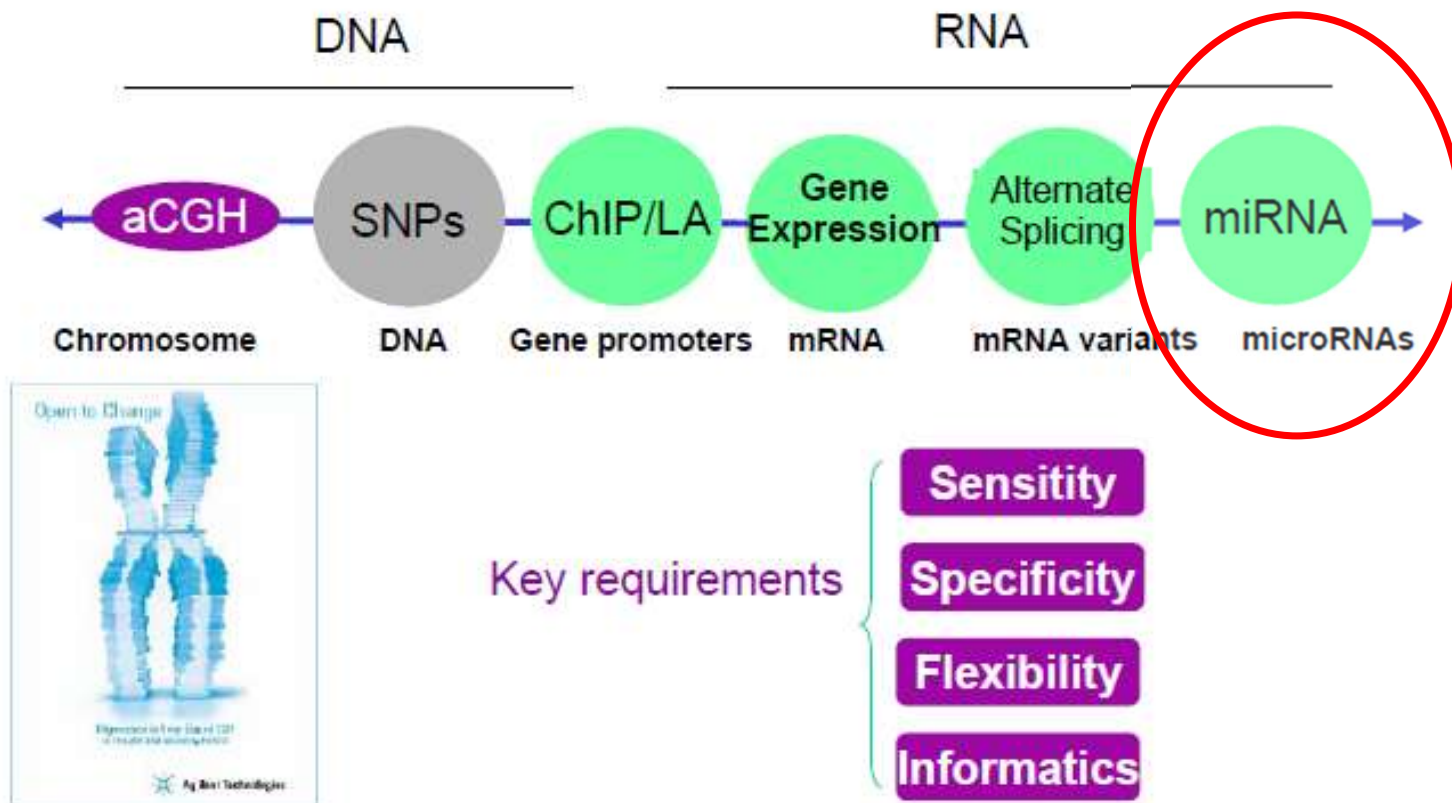 DNA
RNA
aCGH
SNPs
ChIP/LA
Gene
Expression
Alternate
Splicing
miRNA
Chromosome
DNA
Gene promoters
mRNA
mRNA variants
microRNAs
Open to Change
Key requirements
Sensitity
Specificity
Flexibility
Informatics
Agilent Technologies